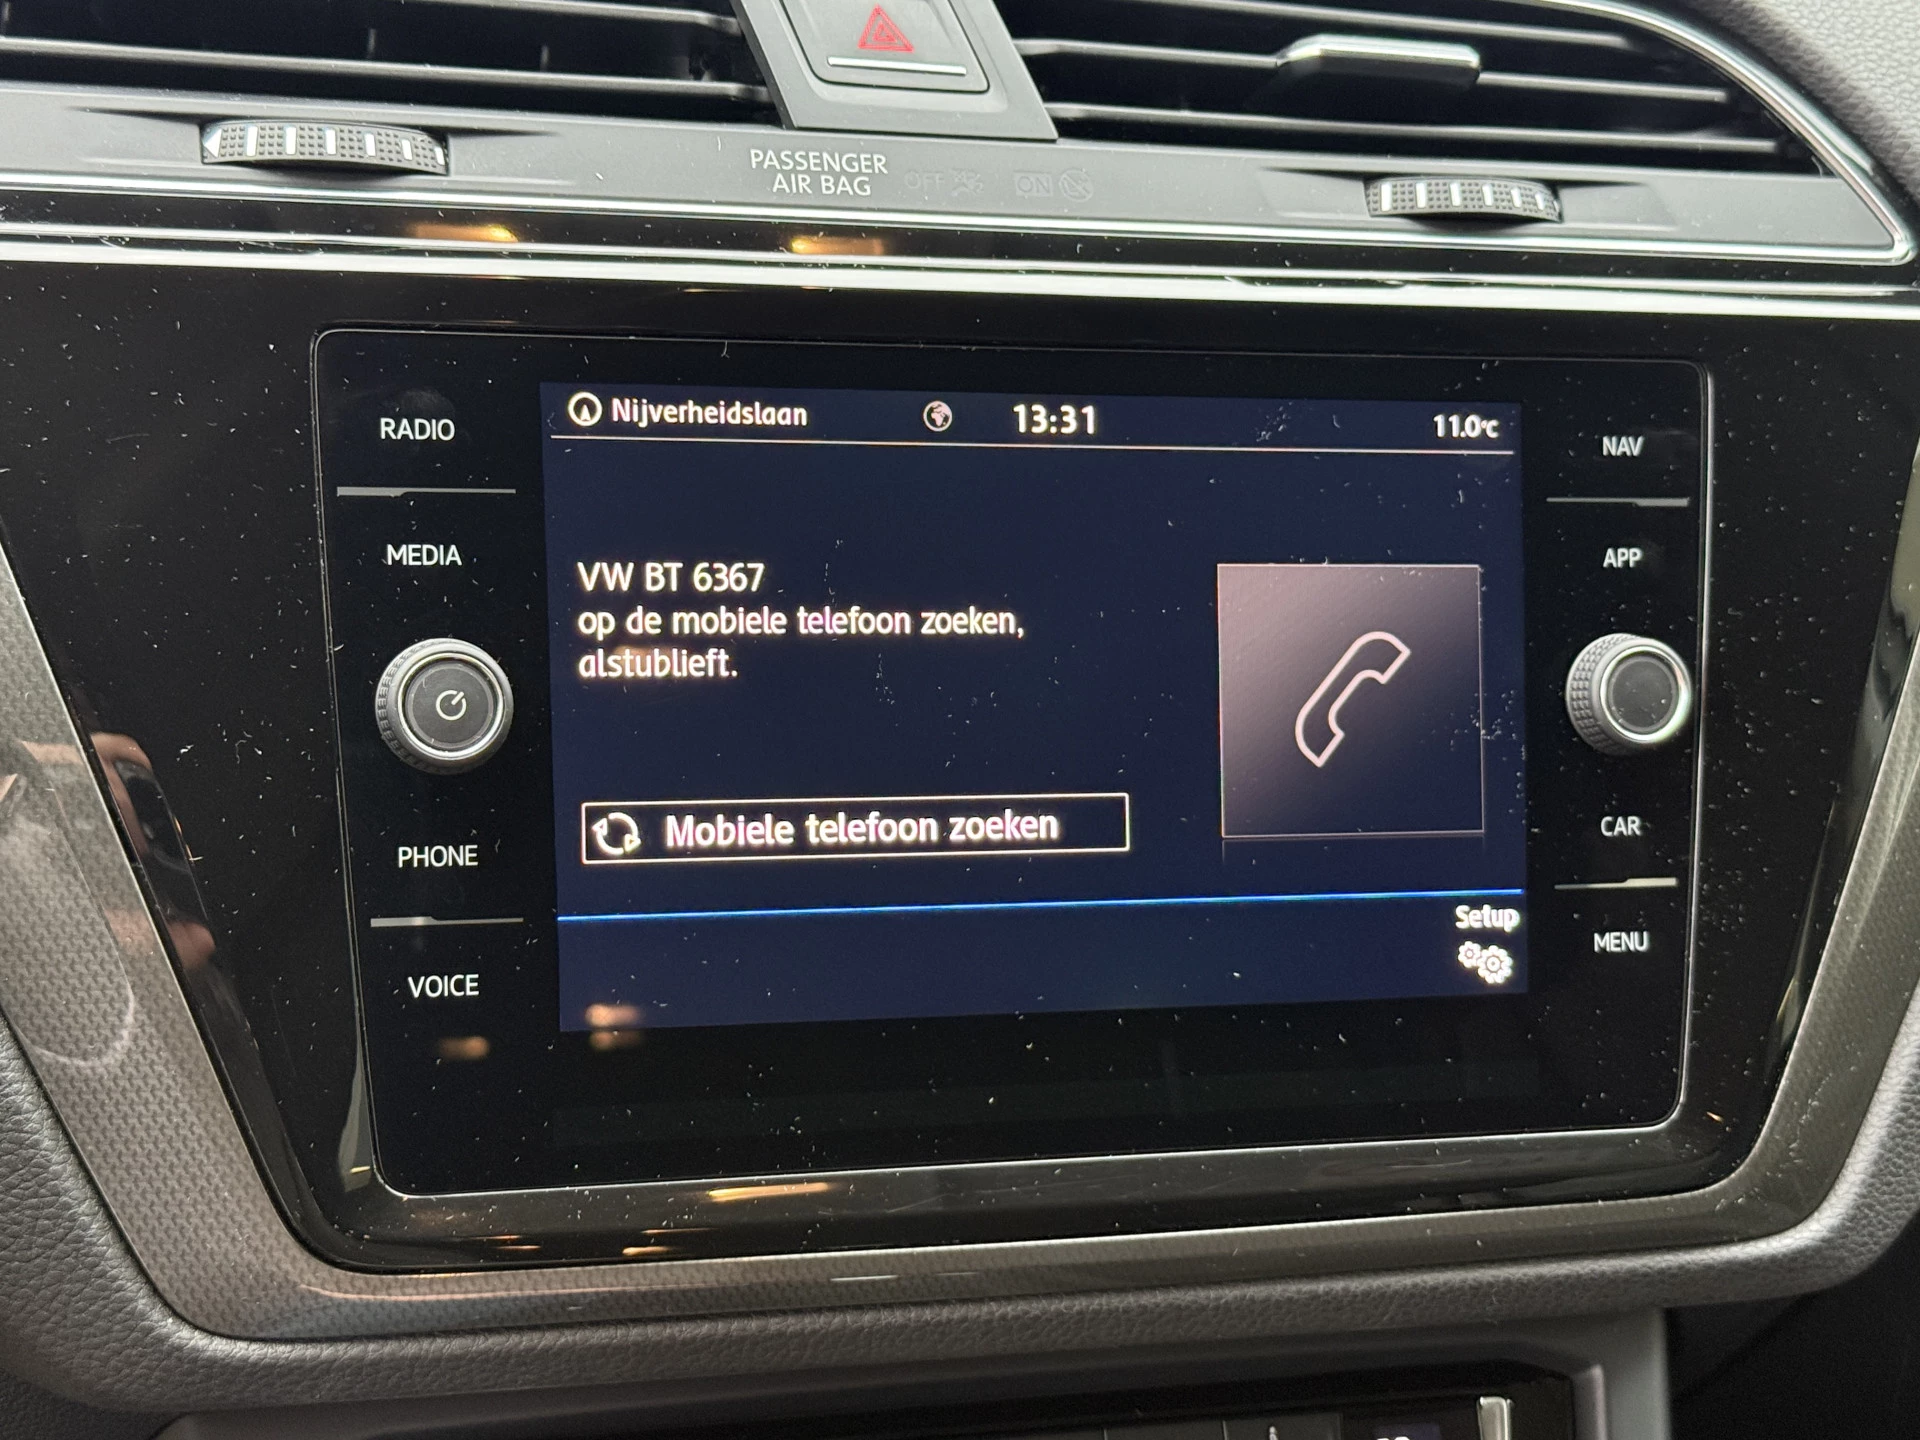 PASSENGER
AIR BAG OFF ON
Nijverheidslaan 13:31 11.0°C
RADIO
MEDIA
PHONE
VOICE
VW BT 6367
op de mobiele telefoon zoeken,
alstublieft.
Mobiele telefoon zoeken
Setup
NAV
APP
CAR
MENU